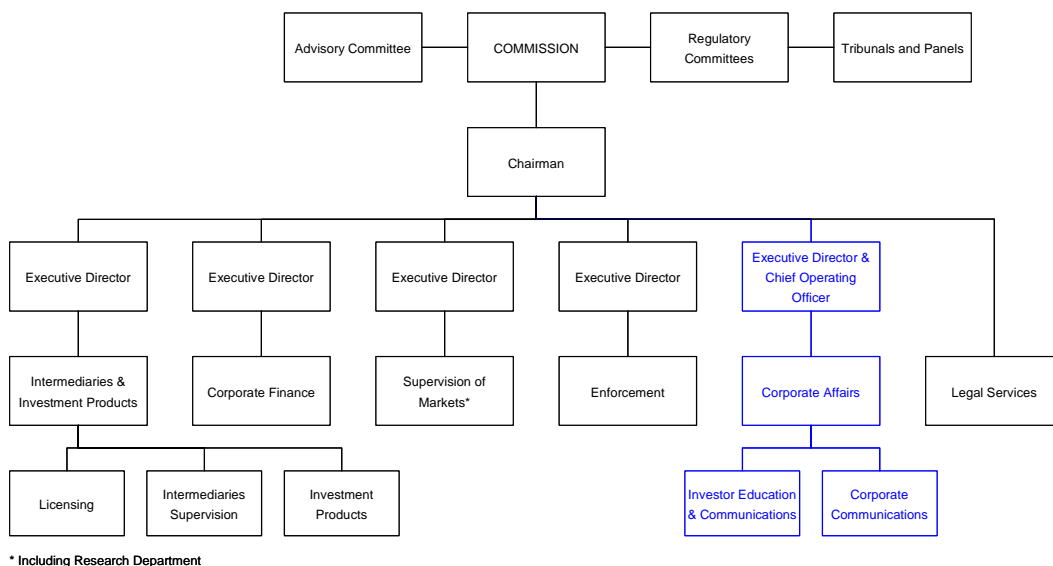 Advisory Committee
COMMISSION
Regulatory
Committees
Tribunals and Panels
Chairman
Executive Director
Executive Director
Executive Director
Executive Director
Executive Director &
Chief Operating
Officer
Intermediaries &
Investment Products
Corporate Finance
Supervision of
Markets*
Enforcement
Corporate Affairs
Legal Services
Licensing
Intermediaries
Supervision
Investment
Products
Investor Education
& Communications
Corporate
Communications
* Including Research Department